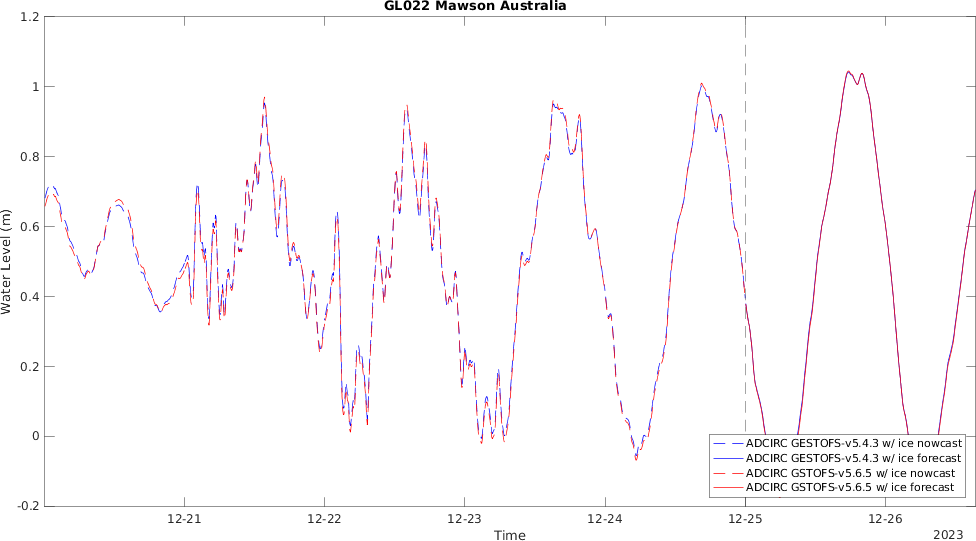 GL022 Mawson Australia
1.2
1
0.8
0.6
0.4
0.2
0
-0.2
Water Level (m)
12-21 12-22 12-23 12-24 12-25 12-26
Time
2023
ADCIRC GESTOFS-v5.4.3 w/ ice nowcast
ADCIRC GESTOFS-v5.4.3 w/ ice forecast
ADCIRC GSTOFS-v5.6.5 w/ ice nowcast
ADCIRC GSTOFS-v5.6.5 w/ ice forecast